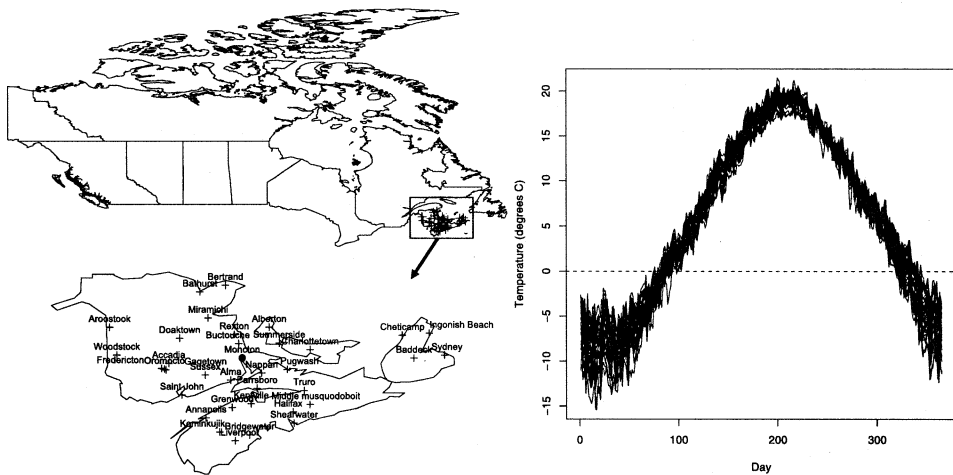 Bertrand
Bathurst
Miramichi
Aroostook
Rexton
Alberton
Cheticamp
Ingonish Beach
Doaktown
Buctouche
Summerside
Charlottetown
Woodstock
Moncton
Baddeck
Sydney
Accadia
Fredericton
Oromocto
Gagetown
Nappan
Pugwash
Sussex
Alma
Parrsboro
Truro
Saint John
Kentville
Middle musquodoboit
Greenwood
Halifax
Annapolis
Shearwater
Kejimkujik
Bridgewater
Liverpool
Temperature (degrees C)
20
15
10
5
0
−5
−10
−15
0
100
200
300
Day